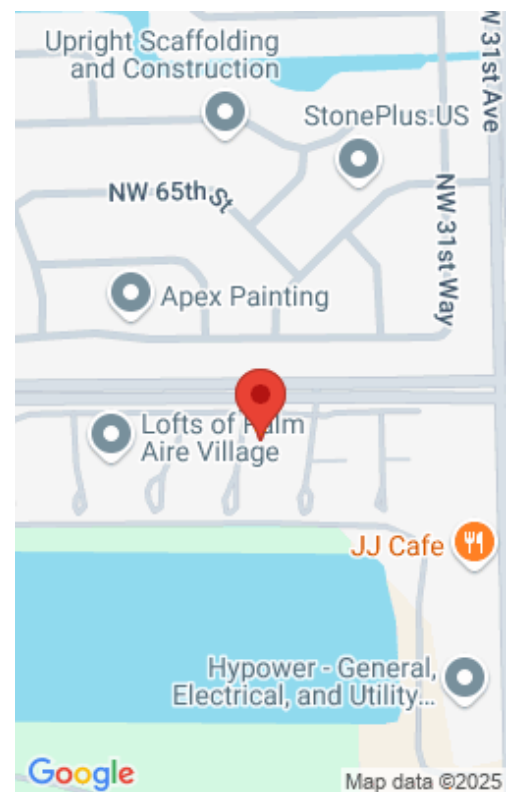 Upright Scaffolding
and Construction
W 31st Ave
StonePlus.US
NW 65th St
NW 31st Way
Apex Painting
Lofts of Palm
Aire Village
JJ Cafe
Hypower - General,
Electrical, and Utility...
Google
Map data ©2025